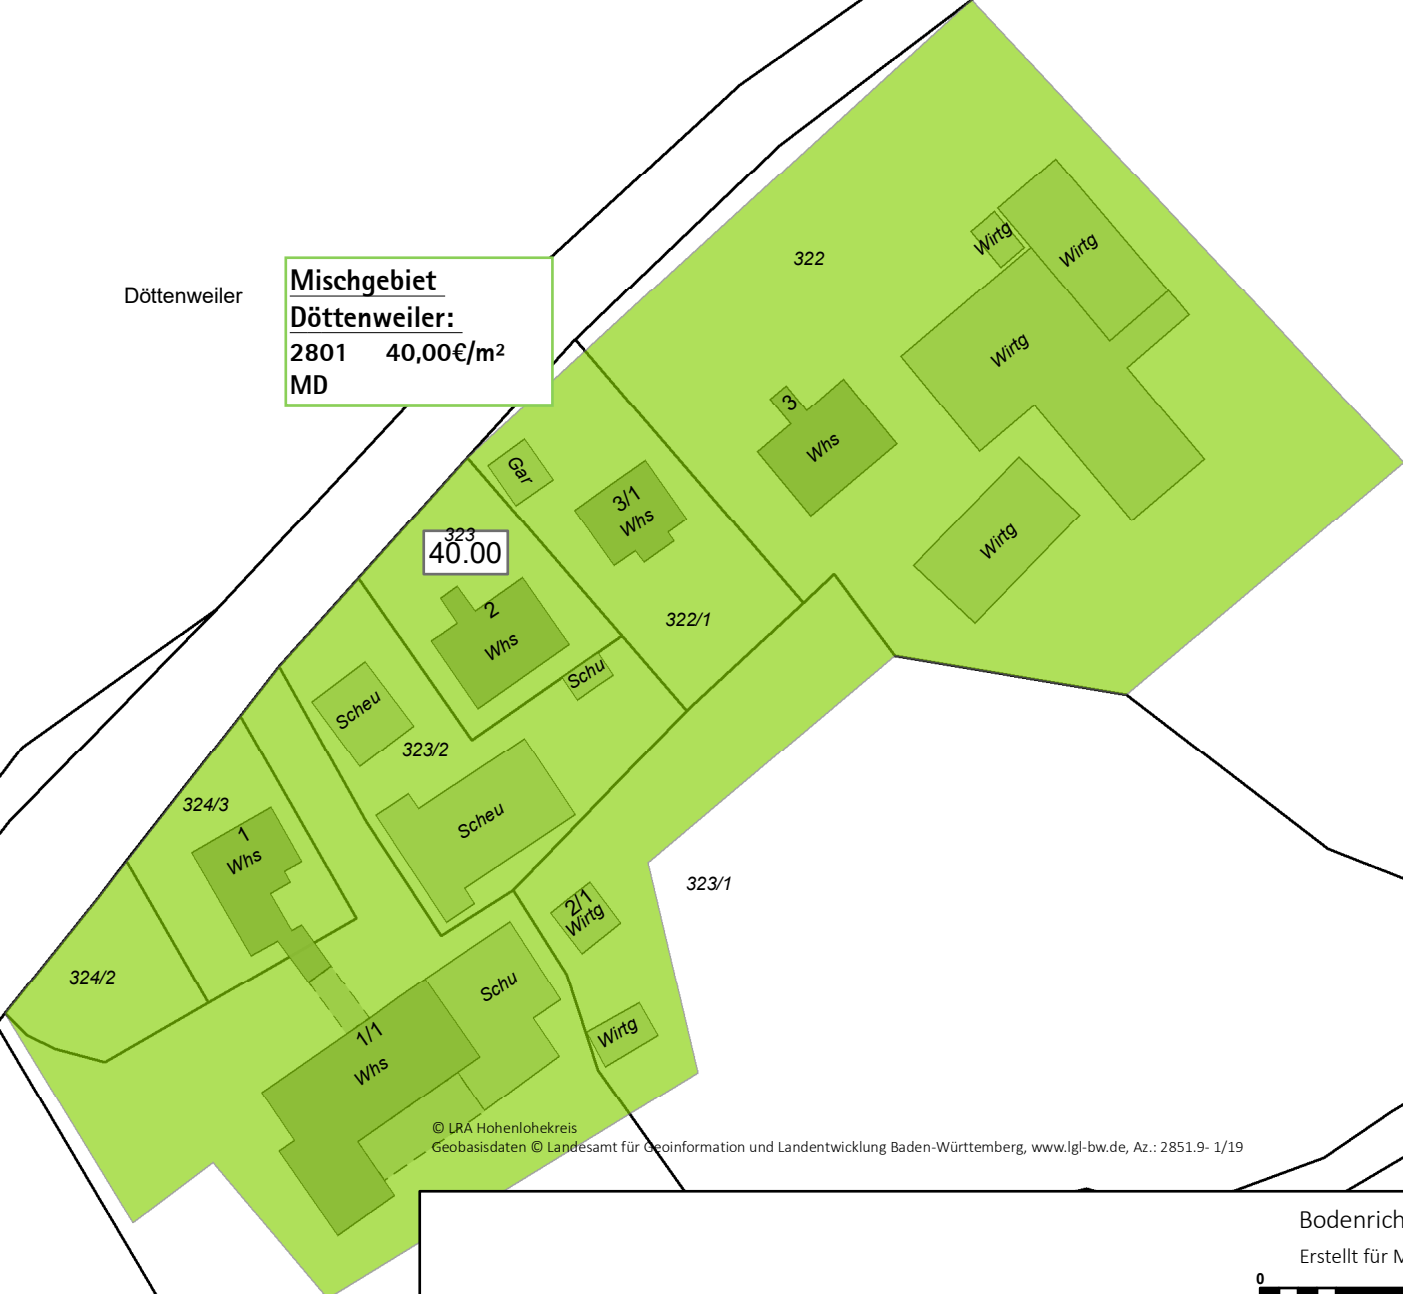 322
Wirtg
Wirtg
Döttenweiler
Mischgebiet
Döttenweiler:
2801 40,00€/m²
MD
Wirtg
3
Whs
Gar
3/1
Whs
323
40.00
Wirtg
2
Whs
322/1
Schu
Scheu
323/2
324/3
1
Whs
Scheu
323/1
2/1
Wirtg
324/2
Schu
Wirtg
1/1
Whs
© LRA Hohenlohekreis
Geobasisdaten © Landesamt für Geoinformation und Landentwicklung Baden-Württemberg, www.lgl-bw.de, Az.: 2851.9- 1/19
Bodenrich
Erstellt für M
0